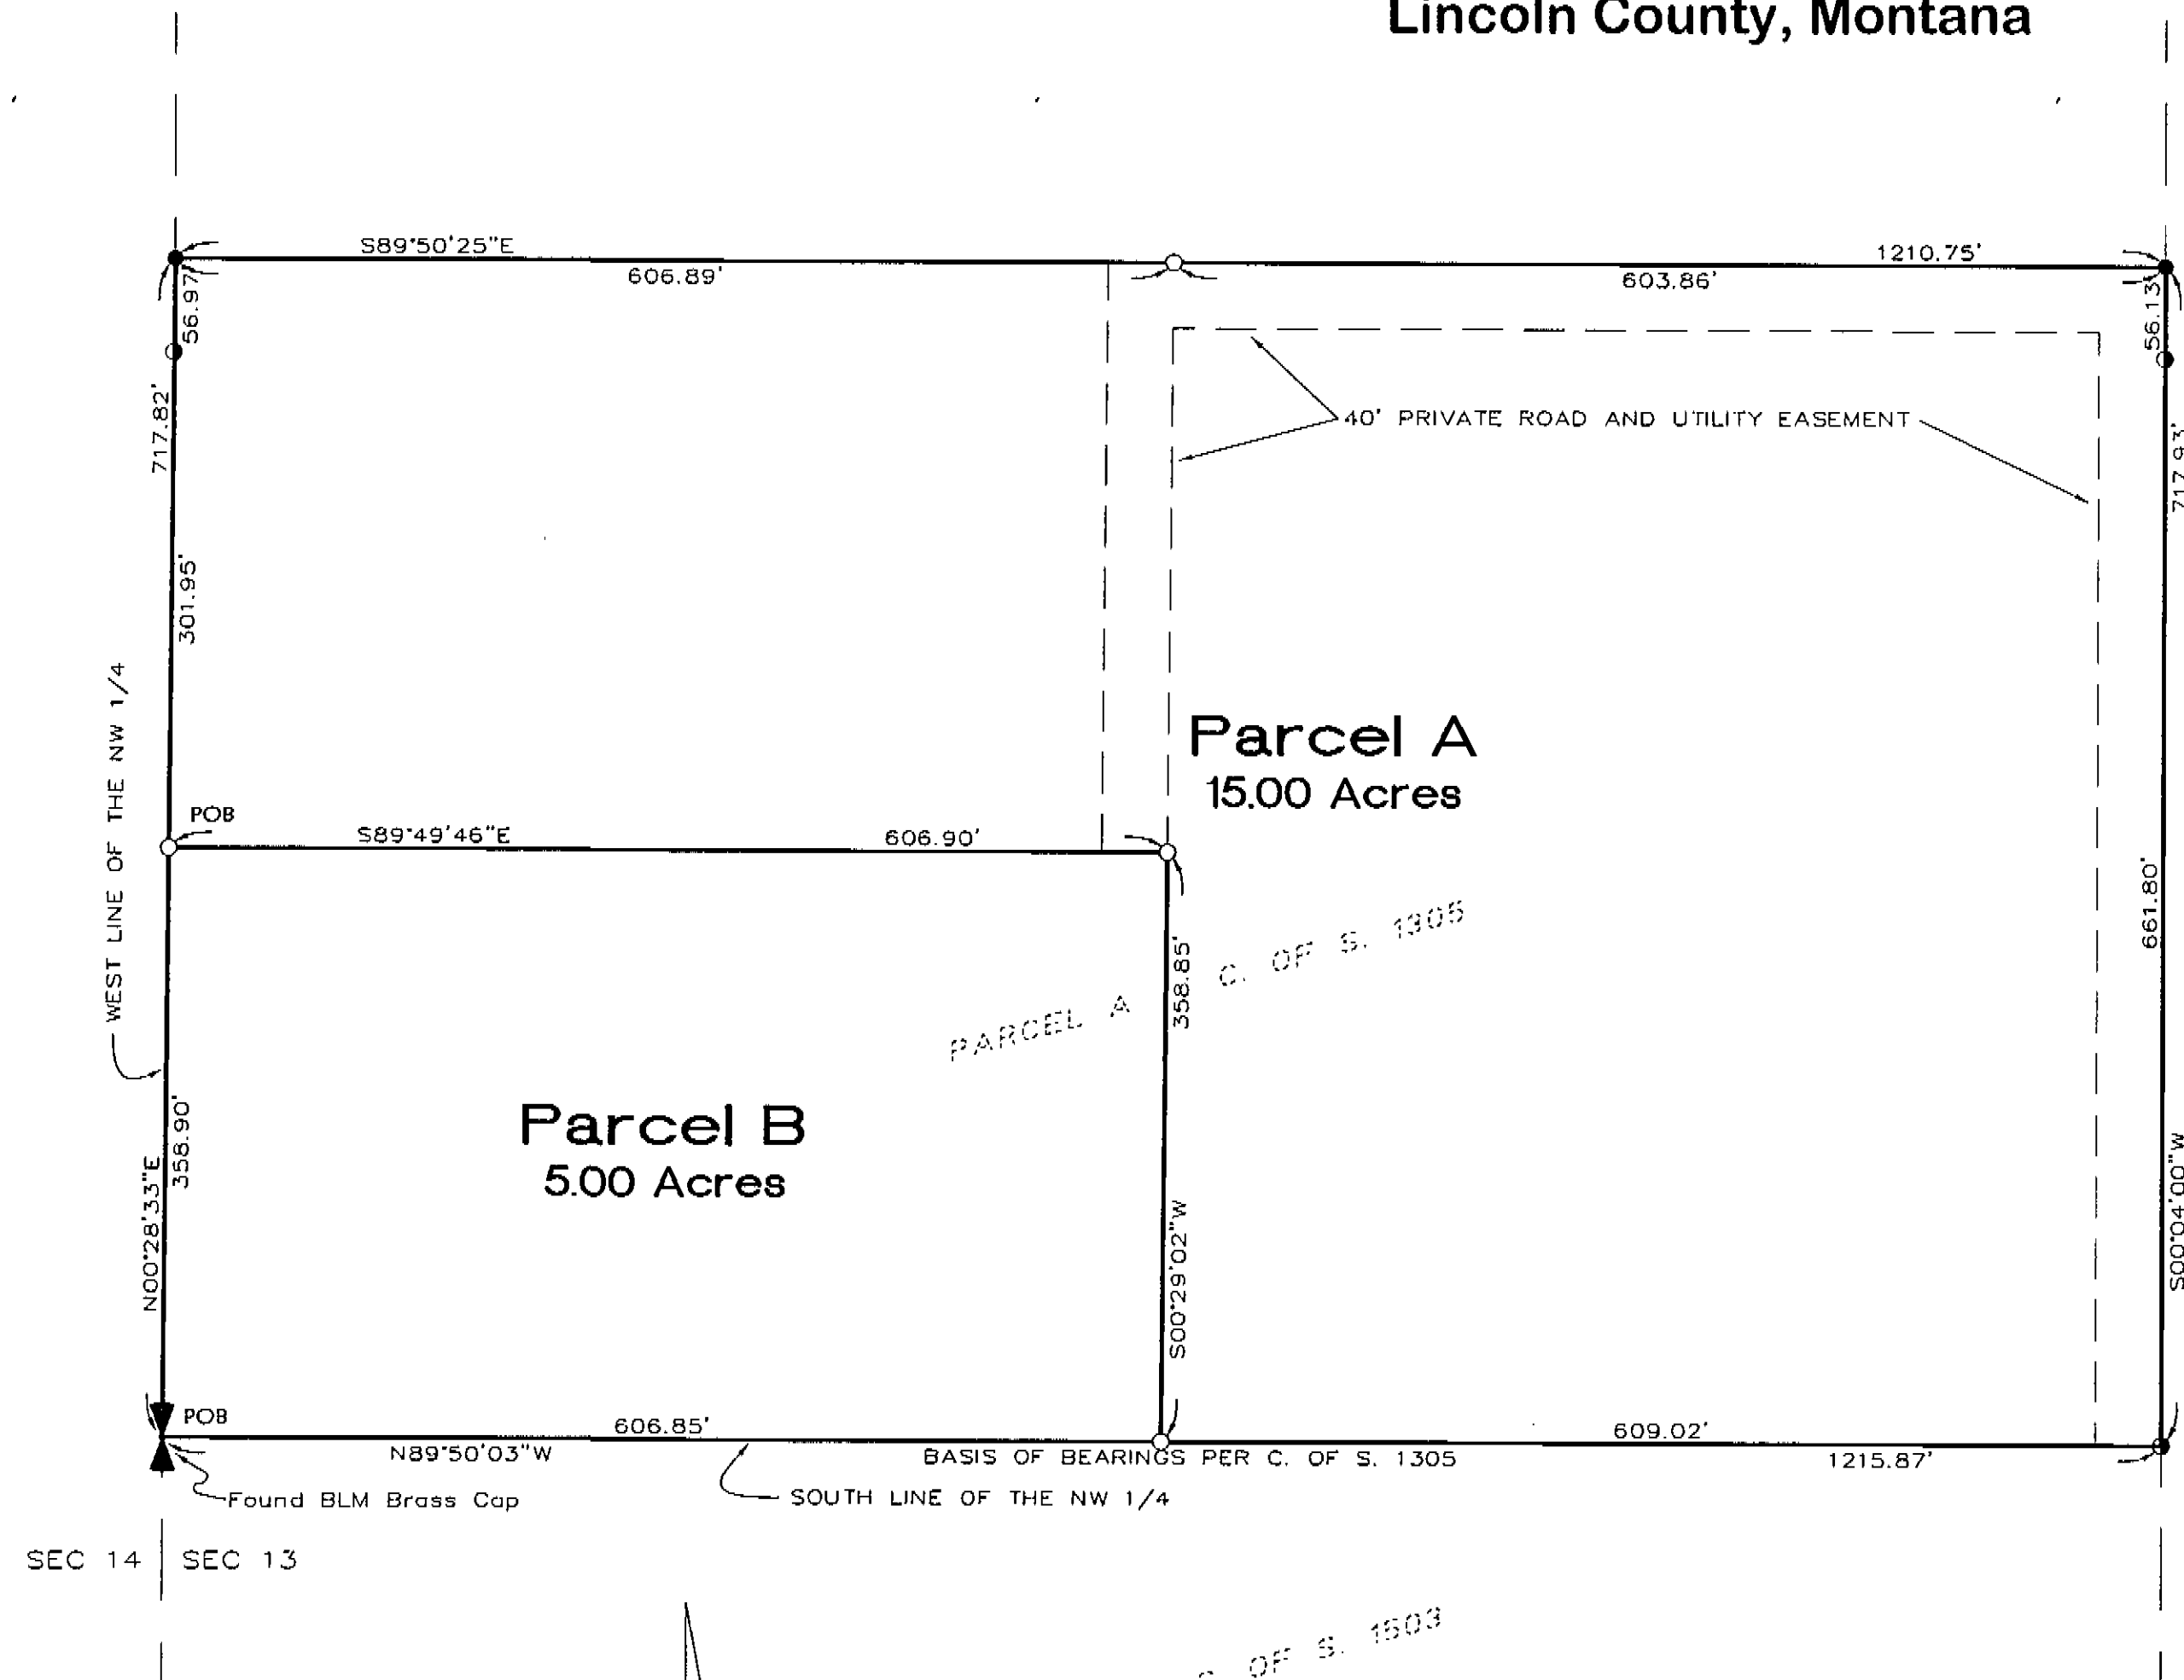 Lincoln County, Montana
S89°50'25"E
606.89'
1210.75'
603.86'
56.97'
56.13'
717.82'
717.93'
40' PRIVATE ROAD AND UTILITY EASEMENT
301.95'
WEST LINE OF THE NW 1/4
Parcel A
15.00 Acres
POB
S89°49'46"E
606.90'
661.80'
358.85'
PARCEL A C. OF S. 1305
358.90'
Parcel B
5.00 Acres
N00°28'33"E
S00°29'02"W
S00°04'00"W
POB
606.85'
609.02'
N89°50'03"W
BASIS OF BEARINGS PER C. OF S. 1305
1215.87'
Found BLM Brass Cap
SOUTH LINE OF THE NW 1/4
SEC 14
SEC 13
OF S. 1503